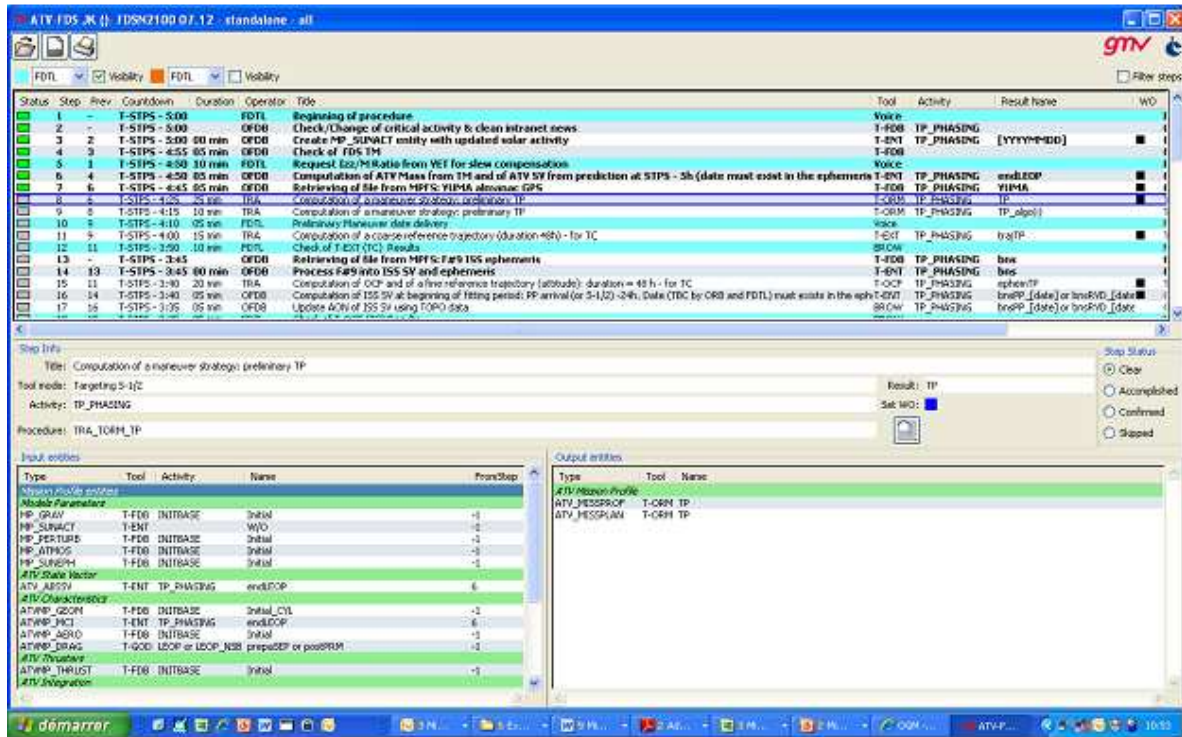 ATV-FDS JK (): FDSN2100 07.12 - standalone - all
gmv
FDTL Visibility FDTL Visibility Filter steps
Status Step Prev Countdown Duration Operator Title Tool Activity Result Name WO
1 - T-STPS - 5:00 FDTL Beginning of procedure Voice
2 - T-STPS - 5:00 OFDB Check/Change of critical activity & clean intranet news T-FDB TP_PHASING
3 2 T-STPS - 5:00 00 min OFDB Create MP_SUNACT entity with updated solar activity T-ENT TP_PHASING [YYYYMMDD]
4 3 T-STPS - 4:55 05 min OFDB Check of FDS TM T-FDB
5 1 T-STPS - 4:50 10 min FDTL Request Ezz/M Ratio from VET for slew compensation Voice
6 4 T-STPS - 4:50 05 min OFDB Computation of ATV Mass from TM and of ATV SV from prediction at STPS - 5h (date must exist in the ephemeris T-ENT TP_PHASING endLEOP
7 6 T-STPS - 4:45 05 min OFDB Retrieving of file from MPFS: YUMA almanac GPS T-FDB TP_PHASING YUMA
8 6 T-STPS - 4:25 25 min TRA Computation of a maneuver strategy: preliminary TP T-ORM TP_PHASING TP
9 8 T-STPS - 4:15 10 min TRA Computation of a maneuver strategy: preliminary TP T-ORM TP_PHASING TP_algo()
10 9 T-STPS - 4:10 05 min FDTL Preliminary Maneuver date delivery Voice
11 9 T-STPS - 4:00 15 min TRA Computation of a coarse reference trajectory (duration 48h) - for TC T-EXT TP_PHASING trajTP
12 11 T-STPS - 3:50 10 min FDTL Check of T-EXT (TC) Results BROW
13 - T-STPS - 3:45 OFDB Retrieving of file from MPFS: F#9 ISS ephemeris T-FDB TP_PHASING bns
14 13 T-STPS - 3:45 00 min OFDB Process F#9 into ISS SV and ephemeris T-ENT TP_PHASING bns
15 11 T-STPS - 3:40 20 min TRA Computation of OCP and of a fine reference trajectory (attitude): duration = 48 h - for TC T-OCP TP_PHASING ephemTP
16 14 T-STPS - 3:40 05 min OFDB Computation of ISS SV at beginning of fitting period: PP arrival (or S-1/2) -24h. Date (TBC by ORB and FDTL) must exists in the eph T-ENT TP_PHASING bnsPP_[date] or bnsRVD_[date
17 16 T-STPS - 3:35 05 min OFDB Update AON of ISS SV using TOPO data BROW TP_PHASING bnsPP_[date] or bnsRVD_[date
Step Info
Title: Computation of a maneuver strategy: preliminary TP
Tool mode: Targeting S-1/2 Result: TP
Activity: TP_PHASING Set WO:
Procedure: TRA_TORM_TP
Step Status
Clear
Accomplished
Confirmed
Skipped
Input entities
Type Tool Activity Name FromStep
Mission Profile entities
Models Parameters
MP_GRAV T-FDB INITBASE Initial -1
MP_SUNACT T-ENT W/O -1
MP_PERTURB T-FDB INITBASE Initial -1
MP_ATMOS T-FDB INITBASE Initial -1
MP_SUNEPH T-FDB INITBASE Initial -1
ATV State Vector
ATV_ABSSV T-ENT TP_PHASING endLEOP 6
ATV Characteristics
ATVMP_GEOM T-FDB INITBASE Initial_CYL -1
ATVMP_MCI T-ENT TP_PHASING endLEOP 6
ATVMP_AERO T-FDB INITBASE Initial -1
ATVMP_DRAG T-GOD LEOP or LEOP_NSB prepaSEP or postPRM -1
ATV Thrusters
ATVMP_THRUST T-FDB INITBASE Initial -1
ATV Integration
Output entities
Type Tool Name
ATV Mission Profile
ATV_MISSPROF T-ORM TP
ATV_MISSPLAN T-ORM TP
démarrer
ATV-F...
10:53